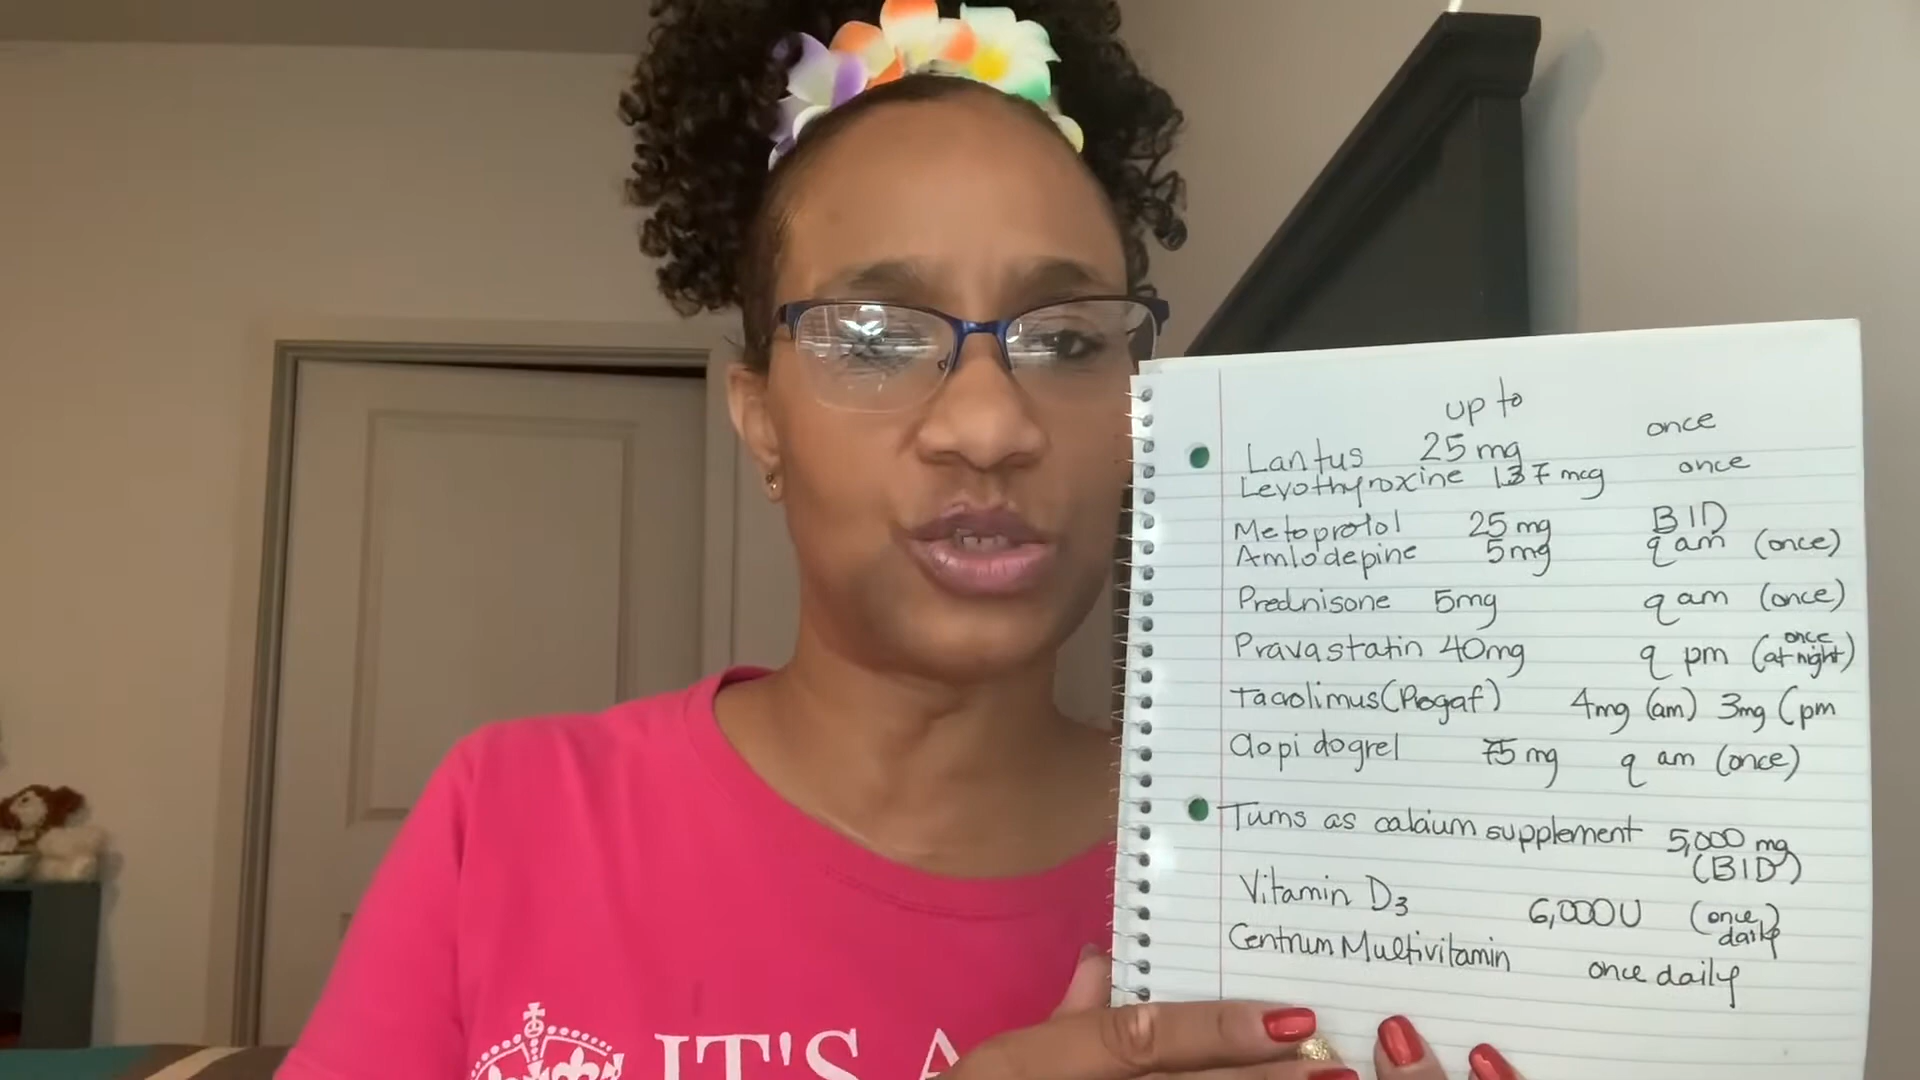 up to
Lantus 25 mg once
Levothyroxine 137 mcg once
Metoprolol 25 mg BID
Amlodepine 5mg q am (once)
Prednisone 5mg q am (once)
Pravastatin 40mg q pm (once at night)
Tacrolimus (Prograf) 4mg (am) 3mg (pm
Clopidogrel 75 mg q am (once)
Tums as calcium supplement 5,000 mg
(BID)
Vitamin D3 6,000U (once daily)
Centrum Multivitamin once daily
IT'S A